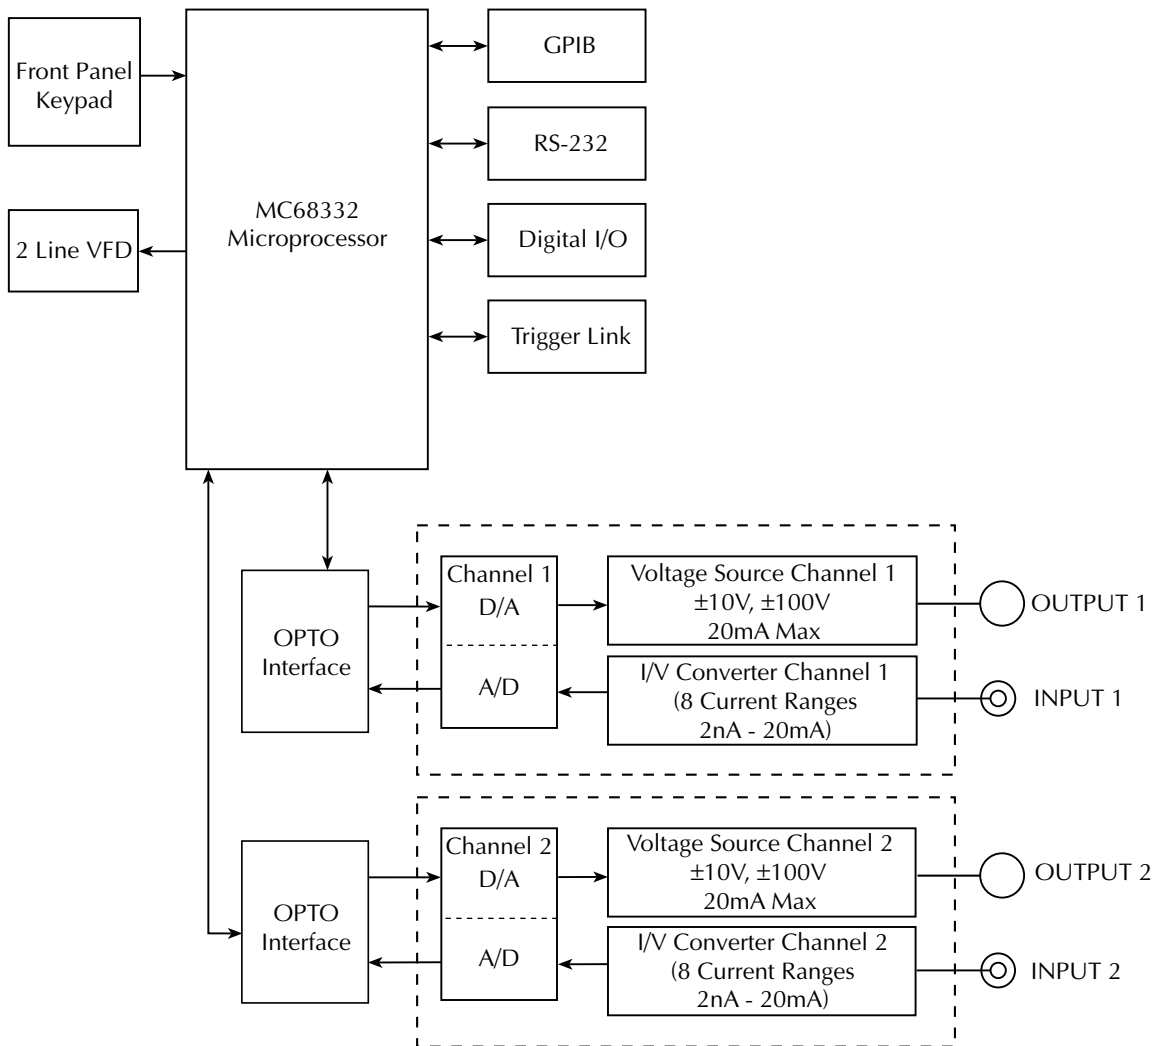 Front Panel
Keypad
2 Line VFD
MC68332
Microprocessor
GPIB
RS-232
Digital I/O
Trigger Link
OPTO
Interface
Channel 1
D/A
A/D
Voltage Source Channel 1
±10V, ±100V
20mA Max
I/V Converter Channel 1
(8 Current Ranges
2nA - 20mA)
OUTPUT 1
INPUT 1
OPTO
Interface
Channel 2
D/A
A/D
Voltage Source Channel 2
±10V, ±100V
20mA Max
I/V Converter Channel 2
(8 Current Ranges
2nA - 20mA)
OUTPUT 2
INPUT 2